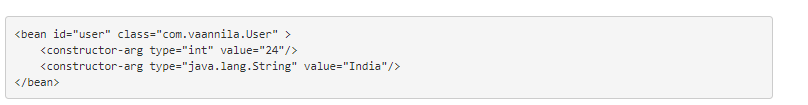 <bean id="user" class="com.vaannila.User" >
    <constructor-arg type="int" value="24"/>
    <constructor-arg type="java.lang.String" value="India"/>
</bean>